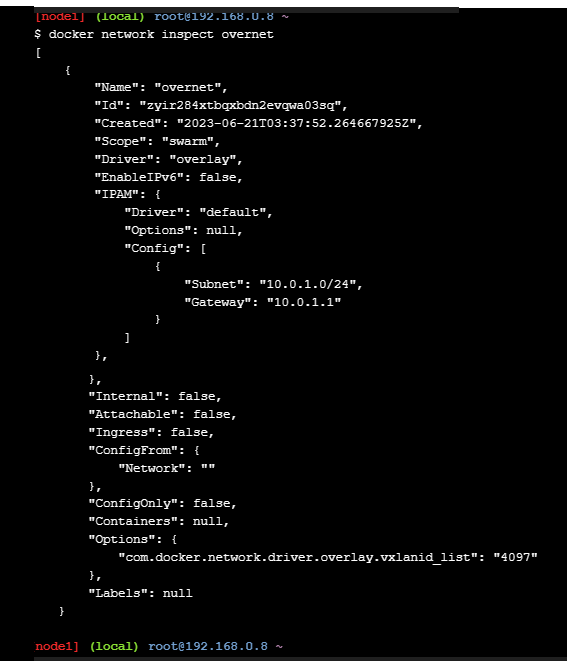 [node1] (local) root@192.168.0.8 ~
$ docker network inspect overnet
[
    {
        "Name": "overnet",
        "Id": "zyir284xtbqxbdn2evqwa03sq",
        "Created": "2023-06-21T03:37:52.264667925Z",
        "Scope": "swarm",
        "Driver": "overlay",
        "EnableIPv6": false,
        "IPAM": {
            "Driver": "default",
            "Options": null,
            "Config": [
                {
                    "Subnet": "10.0.1.0/24",
                    "Gateway": "10.0.1.1"
                }
            ]
        },
        },
        "Internal": false,
        "Attachable": false,
        "Ingress": false,
        "ConfigFrom": {
            "Network": ""
        },
        "ConfigOnly": false,
        "Containers": null,
        "Options": {
            "com.docker.network.driver.overlay.vxlanid_list": "4097"
        },
        "Labels": null
    }
node1] (local) root@192.168.0.8 ~